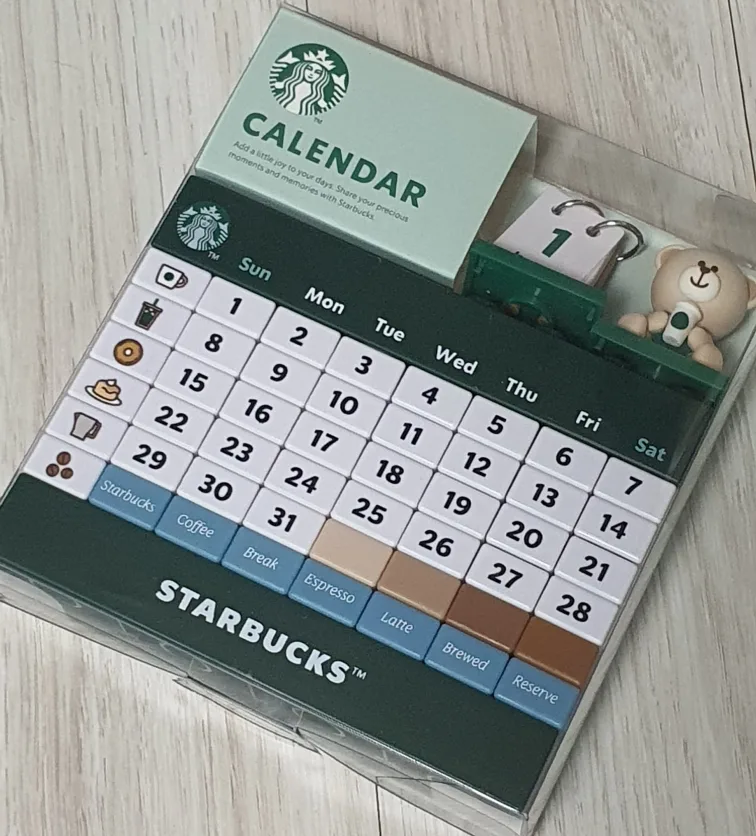 CALENDAR
Add a little joy to your days. Share your precious
moments and memories with Starbucks.
TM
1
TM
Sun Mon Tue Wed Thu Fri Sat
1 2 3 4 5 6 7
8 9 10 11 12 13 14
15 16 17 18 19 20 21
22 23 24 25 26 27 28
29 30 31
Starbucks Coffee Break Espresso Latte Brewed Reserve
STARBUCKS™